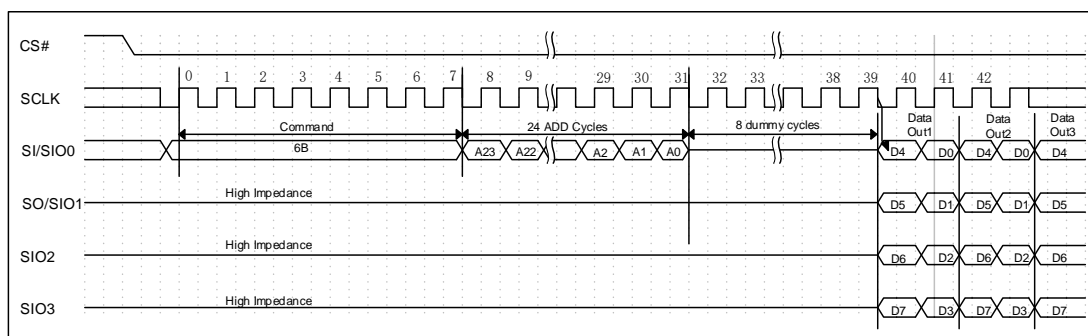 CS#
0 1 2 3 4 5 6 7 8 9 29 30 31 32 33 38 39 40 41 42
SCLK
Command 24 ADD Cycles 8 dummy cycles Data Out1 Data Out2 Data Out3
SI/SIO0 6B A23 A22 A2 A1 A0 D4 D0 D4 D0 D4
High Impedance
SO/SIO1 D5 D1 D5 D1 D5
High Impedance
SIO2 D6 D2 D6 D2 D6
High Impedance
SIO3 D7 D3 D7 D3 D7